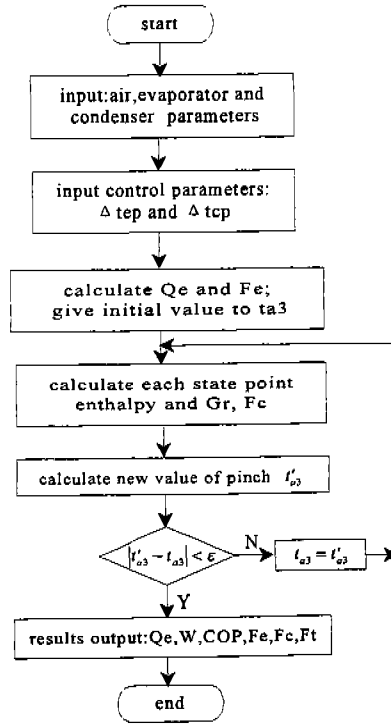 start
input:air,evaporator and
condenser parameters
input control parameters:
Δ tep and Δ tcp
calculate Qe and Fe;
give initial value to ta3
calculate each state point
enthalpy and Gr, Fc
calculate new value of pinch t'a3
|t'a3 − ta3| < ε
N
ta3 = t'a3
Y
results output:Qe,W,COP,Fe,Fc,Ft
end